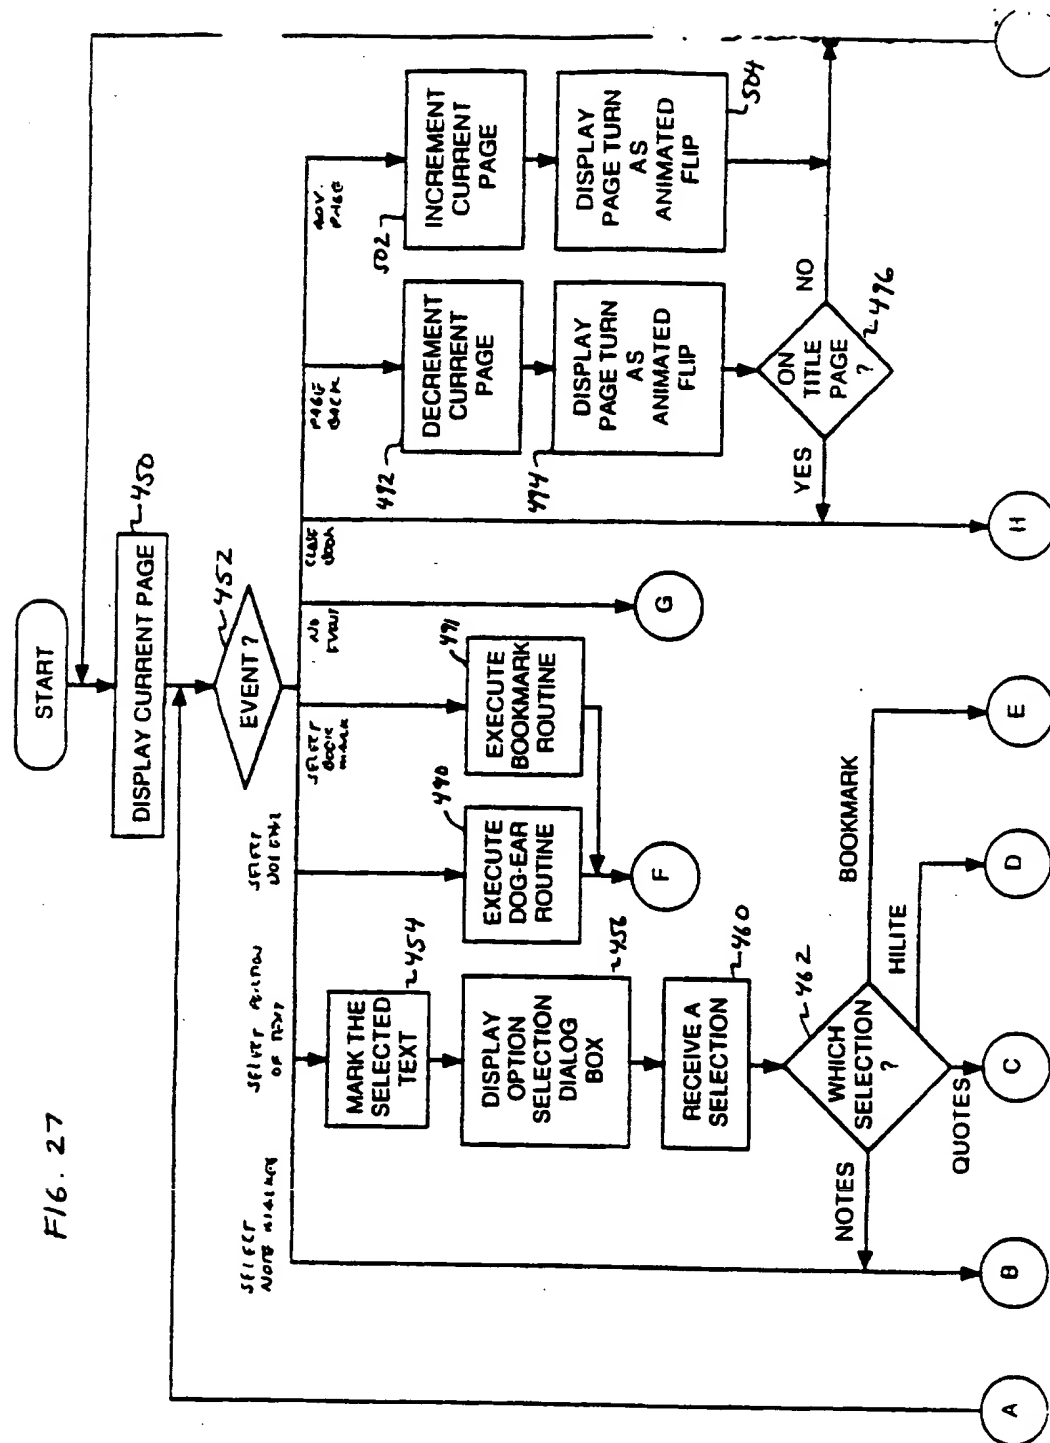 FIG. 27
START
DISPLAY CURRENT PAGE
450
EVENT ?
452
SELECT
NOTE MARKER
SELECT PORTION
OF TEXT
SELECT
DOG EAR
SELECT
BOOK
MARK
NO
EVENT
CLOSE
BOOK
PAGE
BACK
ADV.
PAGE
MARK THE
SELECTED
TEXT
454
DISPLAY
OPTION
SELECTION
DIALOG
BOX
456
RECEIVE A
SELECTION
460
WHICH
SELECTION
?
462
NOTES
QUOTES
HILITE
BOOKMARK
EXECUTE
DOG-EAR
ROUTINE
490
EXECUTE
BOOKMARK
ROUTINE
491
DECREMENT
CURRENT
PAGE
492
DISPLAY
PAGE TURN
AS
ANIMATED
FLIP
494
ON
TITLE
PAGE
?
496
YES
NO
INCREMENT
CURRENT
PAGE
502
DISPLAY
PAGE TURN
AS
ANIMATED
FLIP
504
F
G
A
B
C
D
E
H